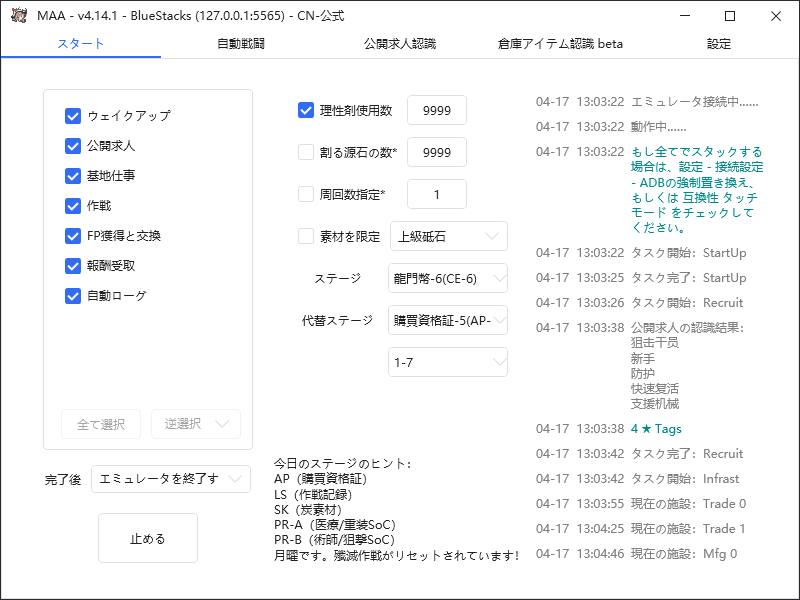 MAA - v4.14.1 - BlueStacks (127.0.0.1:5565) - CN-公式
スタート
自動戦闘
公開求人認識
倉庫アイテム認識 beta
設定
ウェイクアップ
公開求人
基地仕事
作戦
FP獲得と交換
報酬受取
自動ローグ
全て選択
逆選択
完了後
エミュレータを終了す
止める
理性剤使用数
9999
割る源石の数*
9999
周回数指定*
1
素材を限定
上級砥石
ステージ
龍門幣-6(CE-6)
代替ステージ
購買資格証-5(AP-
1-7
今日のステージのヒント:
AP（購買資格証）
LS（作戦記録）
SK（炭素材）
PR-A（医療/重装SoC）
PR-B（術師/狙撃SoC）
月曜です。殲滅作戦がリセットされています！
04-17 13:03:22 エミュレータ接続中……
04-17 13:03:22 動作中……
04-17 13:03:22 もし全てでスタックする
場合は、設定 - 接続設定
- ADBの強制置き換え、
もしくは 互換性 タッチ
モード をチェックして
ください。
04-17 13:03:22 タスク開始：StartUp
04-17 13:03:25 タスク完了：StartUp
04-17 13:03:26 タスク開始：Recruit
04-17 13:03:38 公開求人の認識結果：
狙击干员
新手
防护
快速复活
支援机械
04-17 13:03:38 4 ★ Tags
04-17 13:03:42 タスク完了：Recruit
04-17 13:03:42 タスク開始：Infrast
04-17 13:03:55 現在の施設：Trade 0
04-17 13:04:25 現在の施設：Trade 1
04-17 13:04:46 現在の施設：Mfg 0